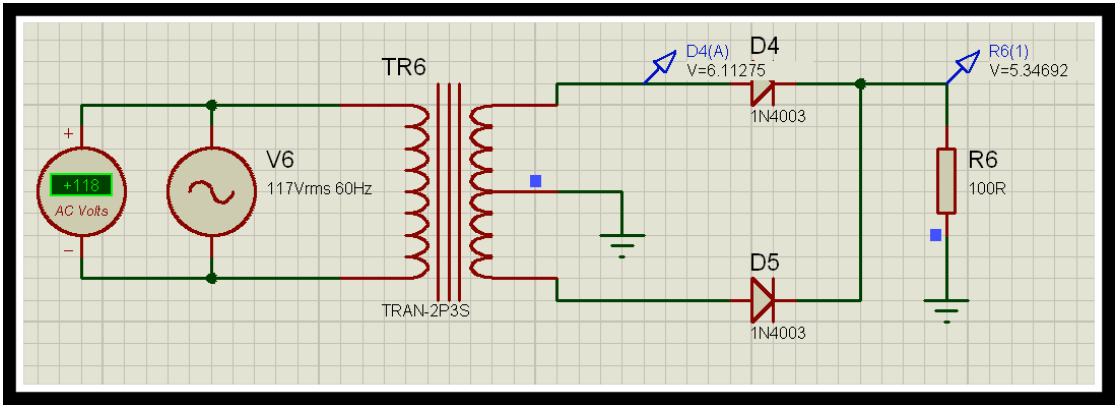 TR6
D4(A)
V=6.11275
D4
1N4003
R6(1)
V=5.34692
+
+118
AC Volts
−
V6
117Vrms 60Hz
TRAN-2P3S
R6
100R
D5
1N4003